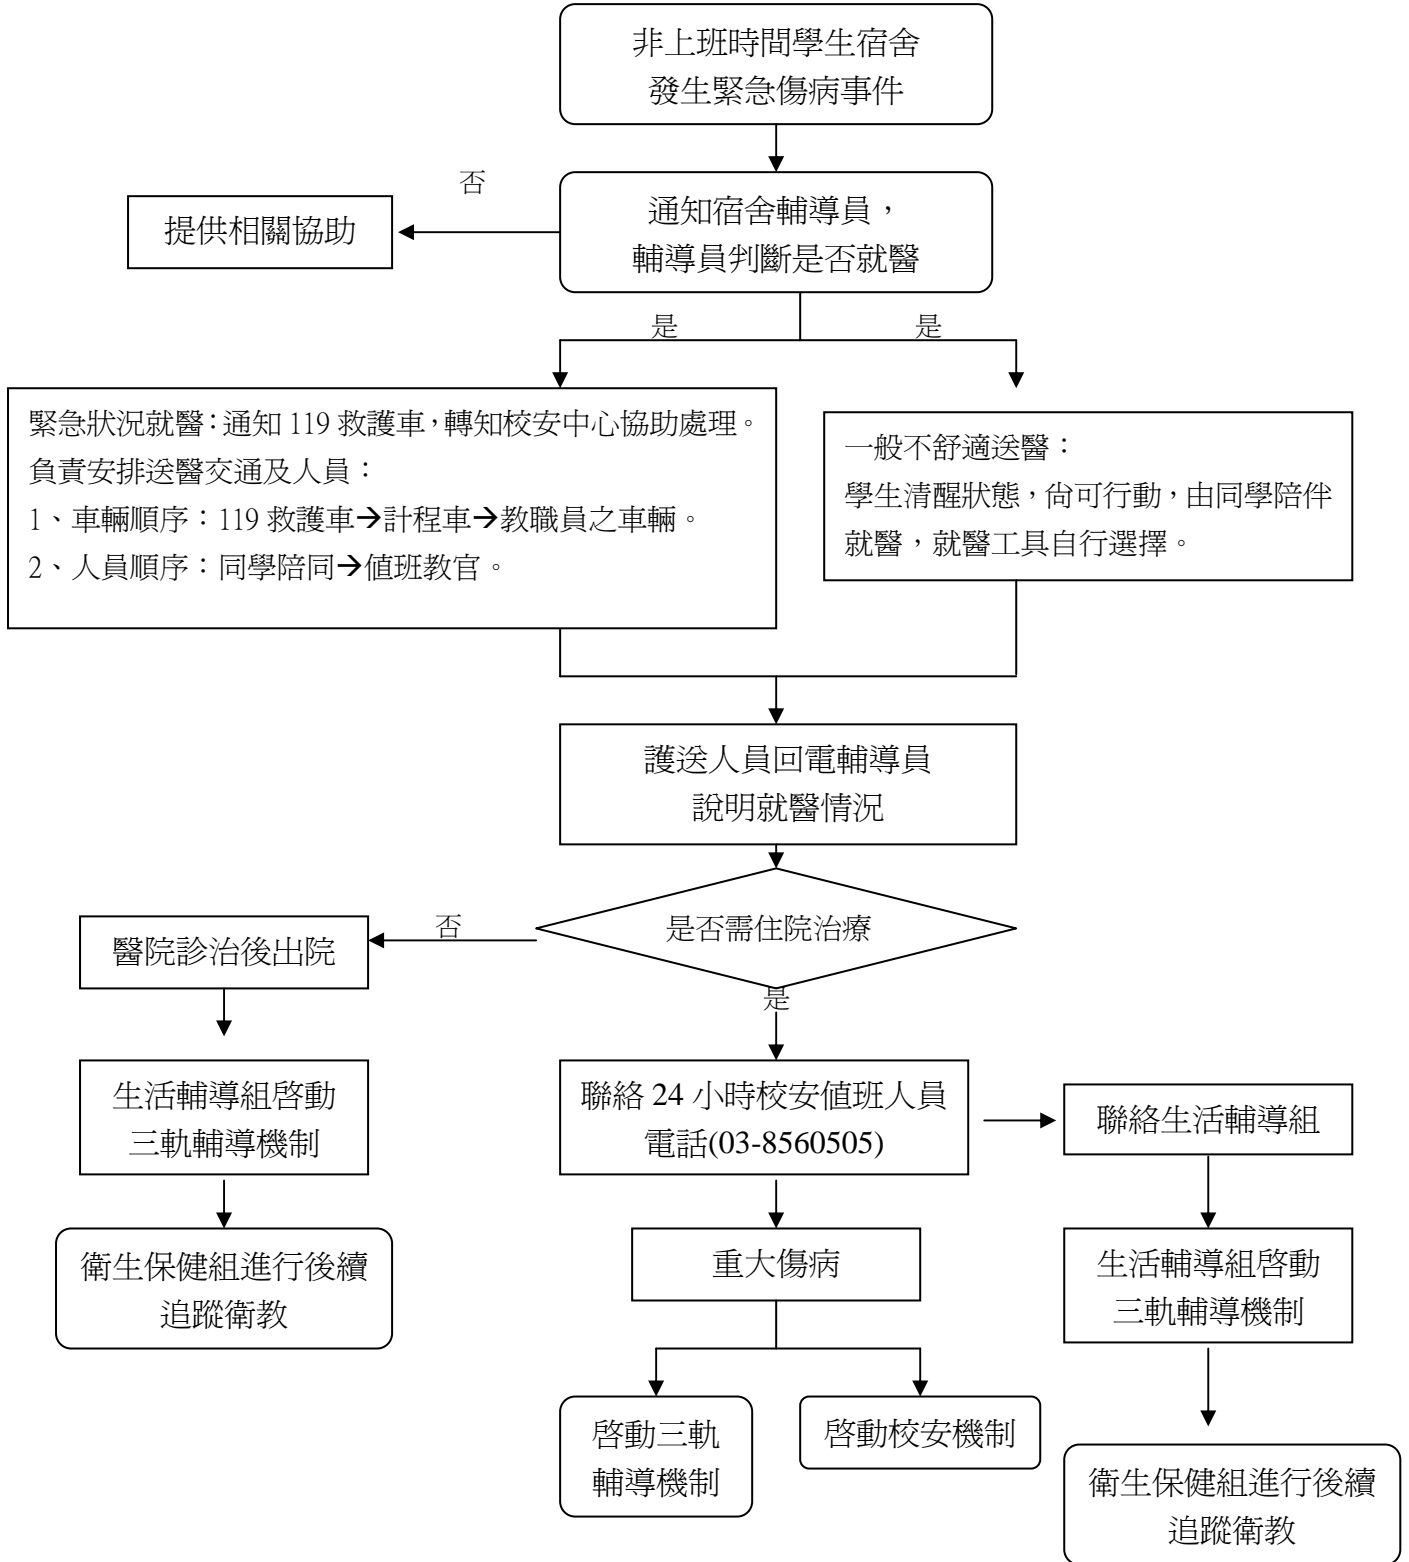 非上班時間學生宿舍
發生緊急傷病事件
否
提供相關協助
通知宿舍輔導員，
輔導員判斷是否就醫
是
是
緊急狀況就醫：通知 119 救護車，轉知校安中心協助處理。
負責安排送醫交通及人員：
1、車輛順序：119 救護車→計程車→教職員之車輛。
2、人員順序：同學陪同→值班教官。
一般不舒適送醫：
學生清醒狀態，尚可行動，由同學陪伴
就醫，就醫工具自行選擇。
護送人員回電輔導員
說明就醫情況
是否需住院治療
否
醫院診治後出院
是
生活輔導組啓動
三軌輔導機制
聯絡 24 小時校安值班人員
電話(03-8560505)
聯絡生活輔導組
衛生保健組進行後續
追蹤衛教
重大傷病
生活輔導組啓動
三軌輔導機制
啓動三軌
輔導機制
啓動校安機制
衛生保健組進行後續
追蹤衛教